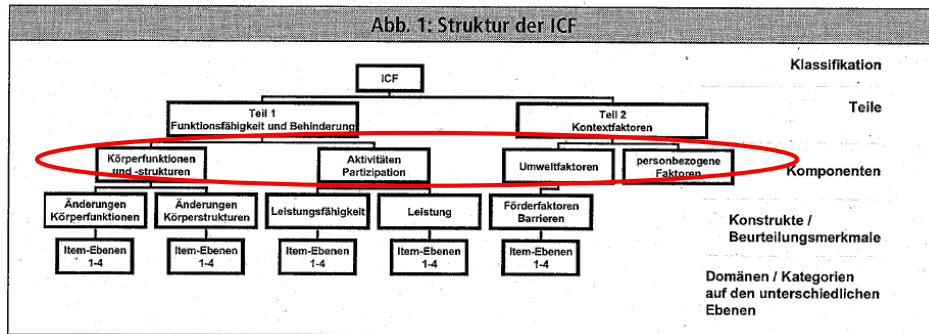 Abb. 1: Struktur der ICF
Klassifikation
ICF
Teile
Teil 1
Funktionsfähigkeit und Behinderung
Teil 2
Kontextfaktoren
Komponenten
Körperfunktionen
und -strukturen
Aktivitäten
Partizipation
Umweltfaktoren
personbezogene
Faktoren
Änderungen
Körperfunktionen
Änderungen
Körperstrukturen
Leistungsfähigkeit
Leistung
Förderfaktoren
Barrieren
Konstrukte /
Beurteilungsmerkmale
Item-Ebenen
1-4
Item-Ebenen
1-4
Item-Ebenen
1-4
Item-Ebenen
1-4
Item-Ebenen
1-4
Domänen / Kategorien
auf den unterschiedlichen
Ebenen